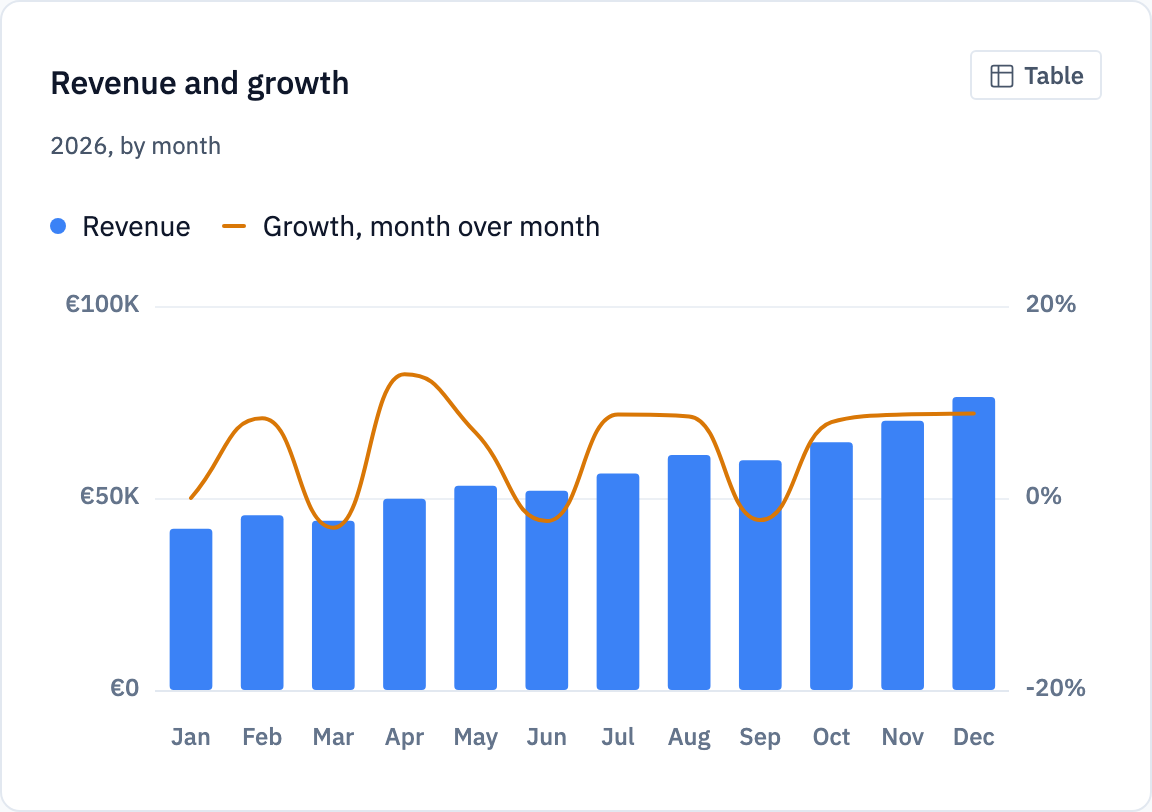 Revenue and growth
Table
2026, by month
Revenue
Growth, month over month
€100K
20%
€50K
0%
€0
-20%
Jan Feb Mar Apr May Jun Jul Aug Sep Oct Nov Dec